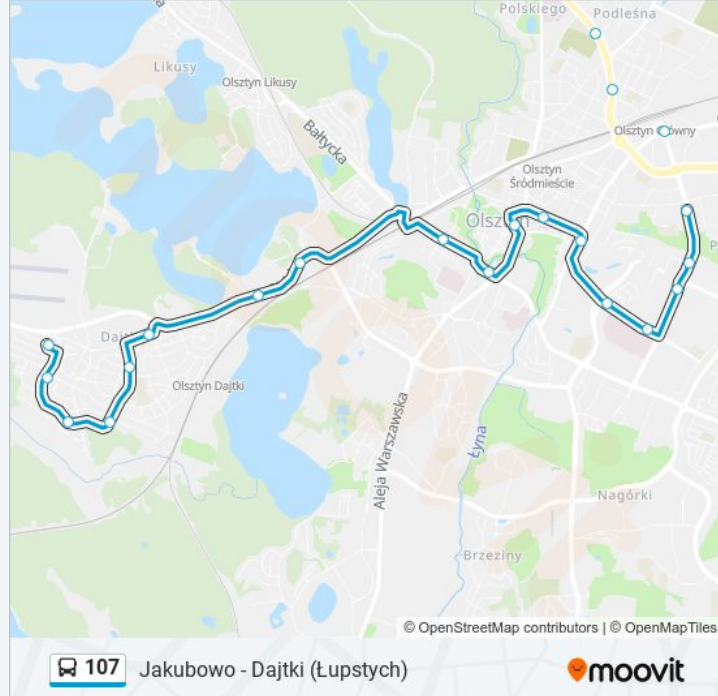 Polskiego
Podleśna
Likusy
Olsztyn Likusy
Bałtycka
Olsztyn Główny
Olsztyn
Śródmieście
Olsztyn
Dajtki
Olsztyn Dajtki
Aleja Warszawska
Łyna
Nagórki
Brzeziny
© OpenStreetMap contributors | © OpenMapTiles
107
Jakubowo - Dajtki (Łupstych)
moovit